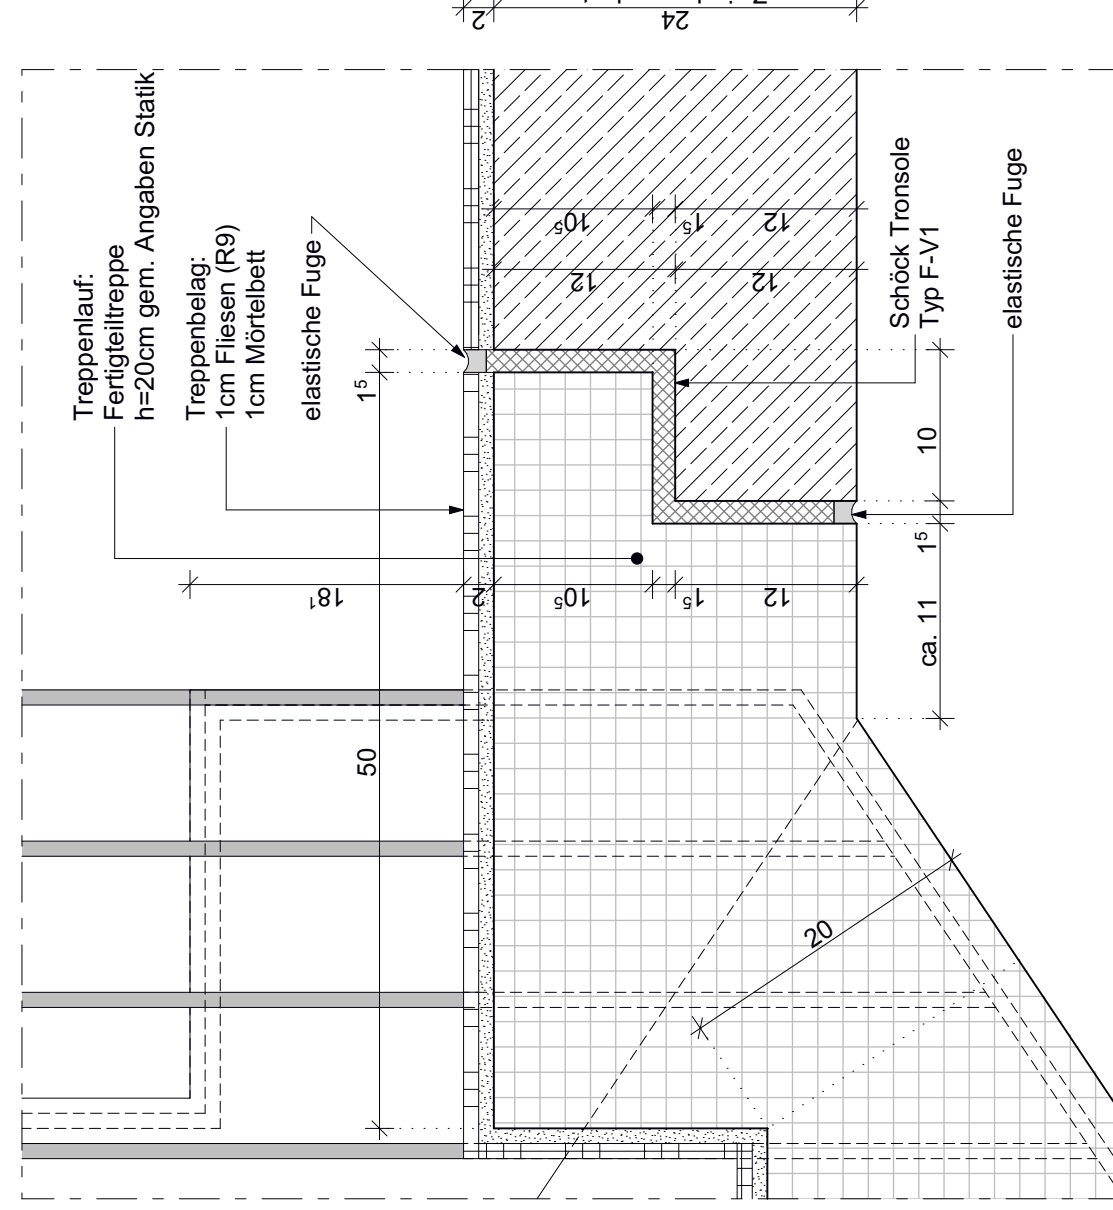 Treppenlauf:
Fertigteiltreppe
h=20cm gem. Angaben Statik
Treppenbelag:
1cm Fliesen (R9)
1cm Mörtelbett
elastische Fuge
Schöck Tronsole
Typ F-V1
elastische Fuge
2
24
10⁵
1⁵
12
12
12
1⁵
50
18¹
2
10⁵
1⁵
12
10
1⁵
ca. 11
20